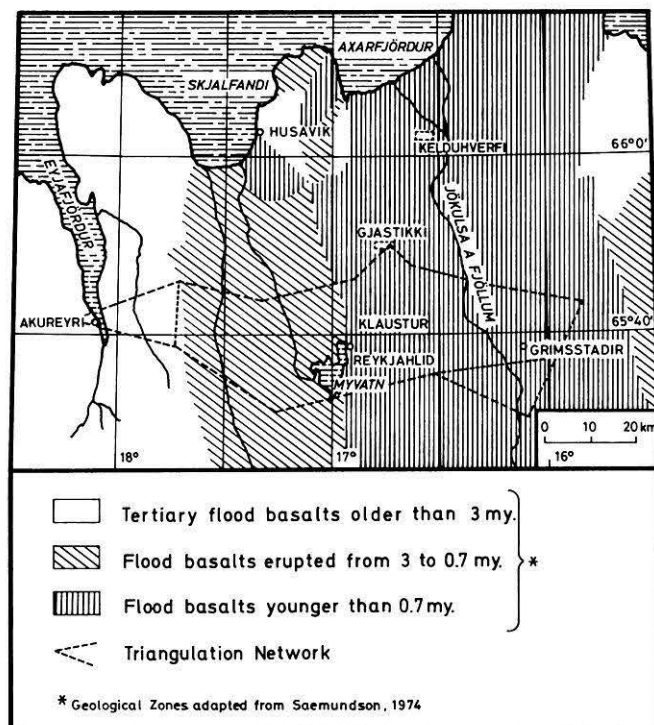 AXARFJÖRDUR
SKJALFANDI
HUSAVIK
KELDUHVERFI
66°0'
EYJAFJÖRDUR
JÖKULSA A FJÖLLUM
GJASTIKKI
AKUREYRI
KLAUSTUR
65°40'
REYKJAHLID
GRIMSSTADIR
MYVATN
0 10 20 km
18° 17° 16°
Tertiary flood basalts older than 3 my.
Flood basalts erupted from 3 to 0.7 my. *
Flood basalts younger than 0.7 my.
Triangulation Network
* Geological Zones adapted from Saemundson, 1974